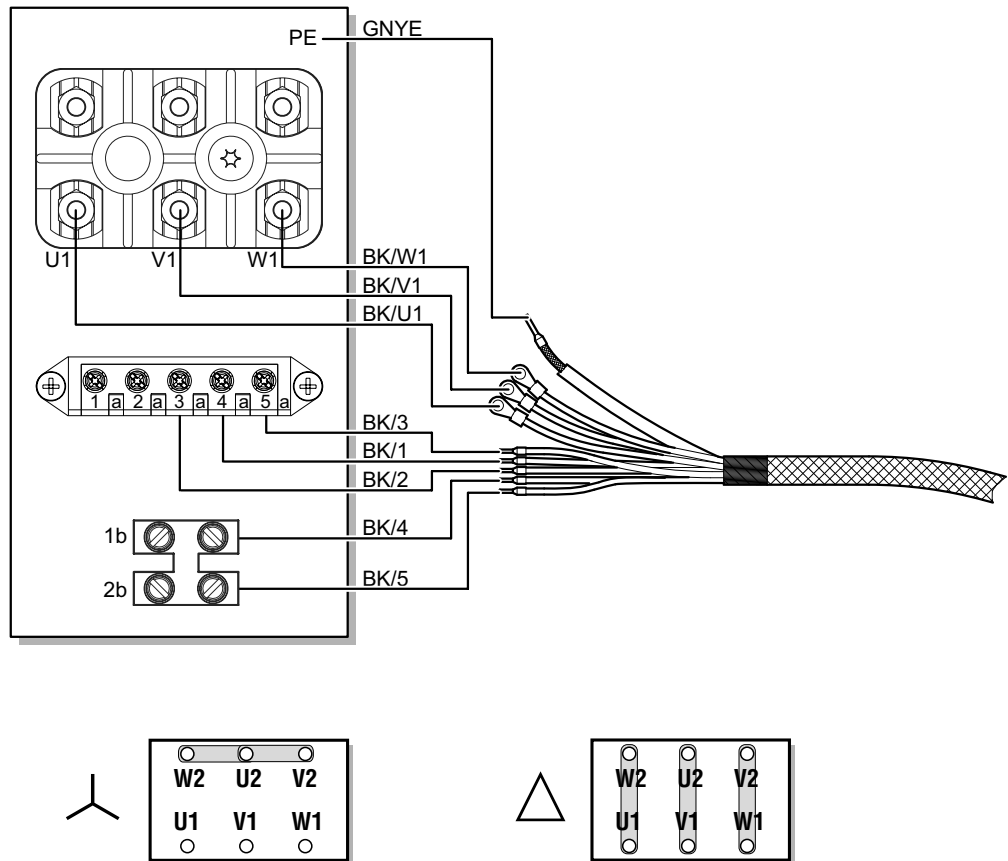 PE GNYE
U1 V1 W1
BK/W1
BK/V1
BK/U1
1 a 2 a 3 a 4 a 5 a
BK/3
BK/1
BK/2
1b BK/4
2b BK/5
W2 U2 V2
U1 V1 W1
W2 U2 V2
U1 V1 W1